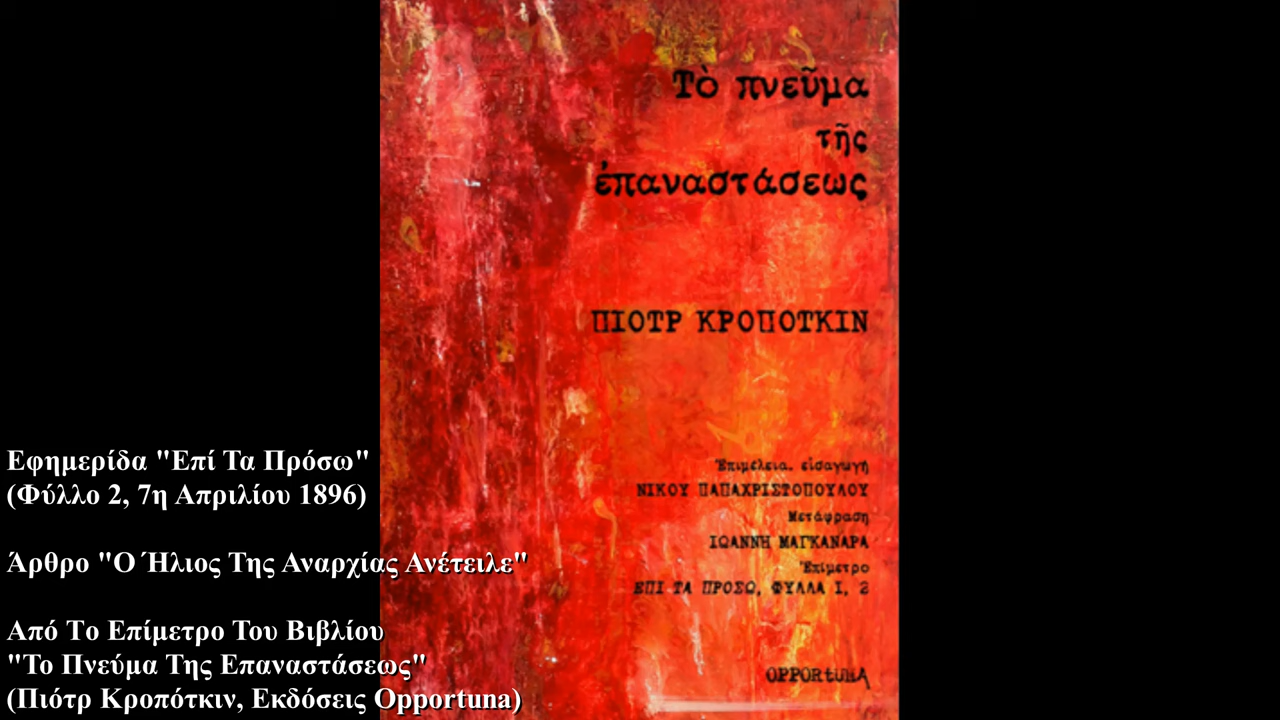 Τὸ πνεῦμα
τῆς
ἐπαναστάσεως
ΠΙΟΤΡ ΚΡΟΠΟΤΚΙΝ
Ἐπιμέλεια. εἰσαγωγὴ
ΝΙΚΟΥ ΠΑΠΑΧΡΙΣΤΟΠΟΥΛΟΥ
Μετάφραση
ΙΩΑΝΝΗ ΜΑΓΚΑΝΑΡΑ
Ἐπίμετρο
ΕΠΙ ΤΑ ΠΡΟΣΩ, ΦΥΛΛΑ 1, 2
OPPORtUNA
Εφημερίδα "Επί Τα Πρόσω"
(Φύλλο 2, 7η Απριλίου 1896)
Άρθρο "Ο Ήλιος Της Αναρχίας Ανέτειλε"
Από Το Επίμετρο Του Βιβλίου
"Το Πνεύμα Της Επαναστάσεως"
(Πιότρ Κροπότκιν, Εκδόσεις Opportuna)